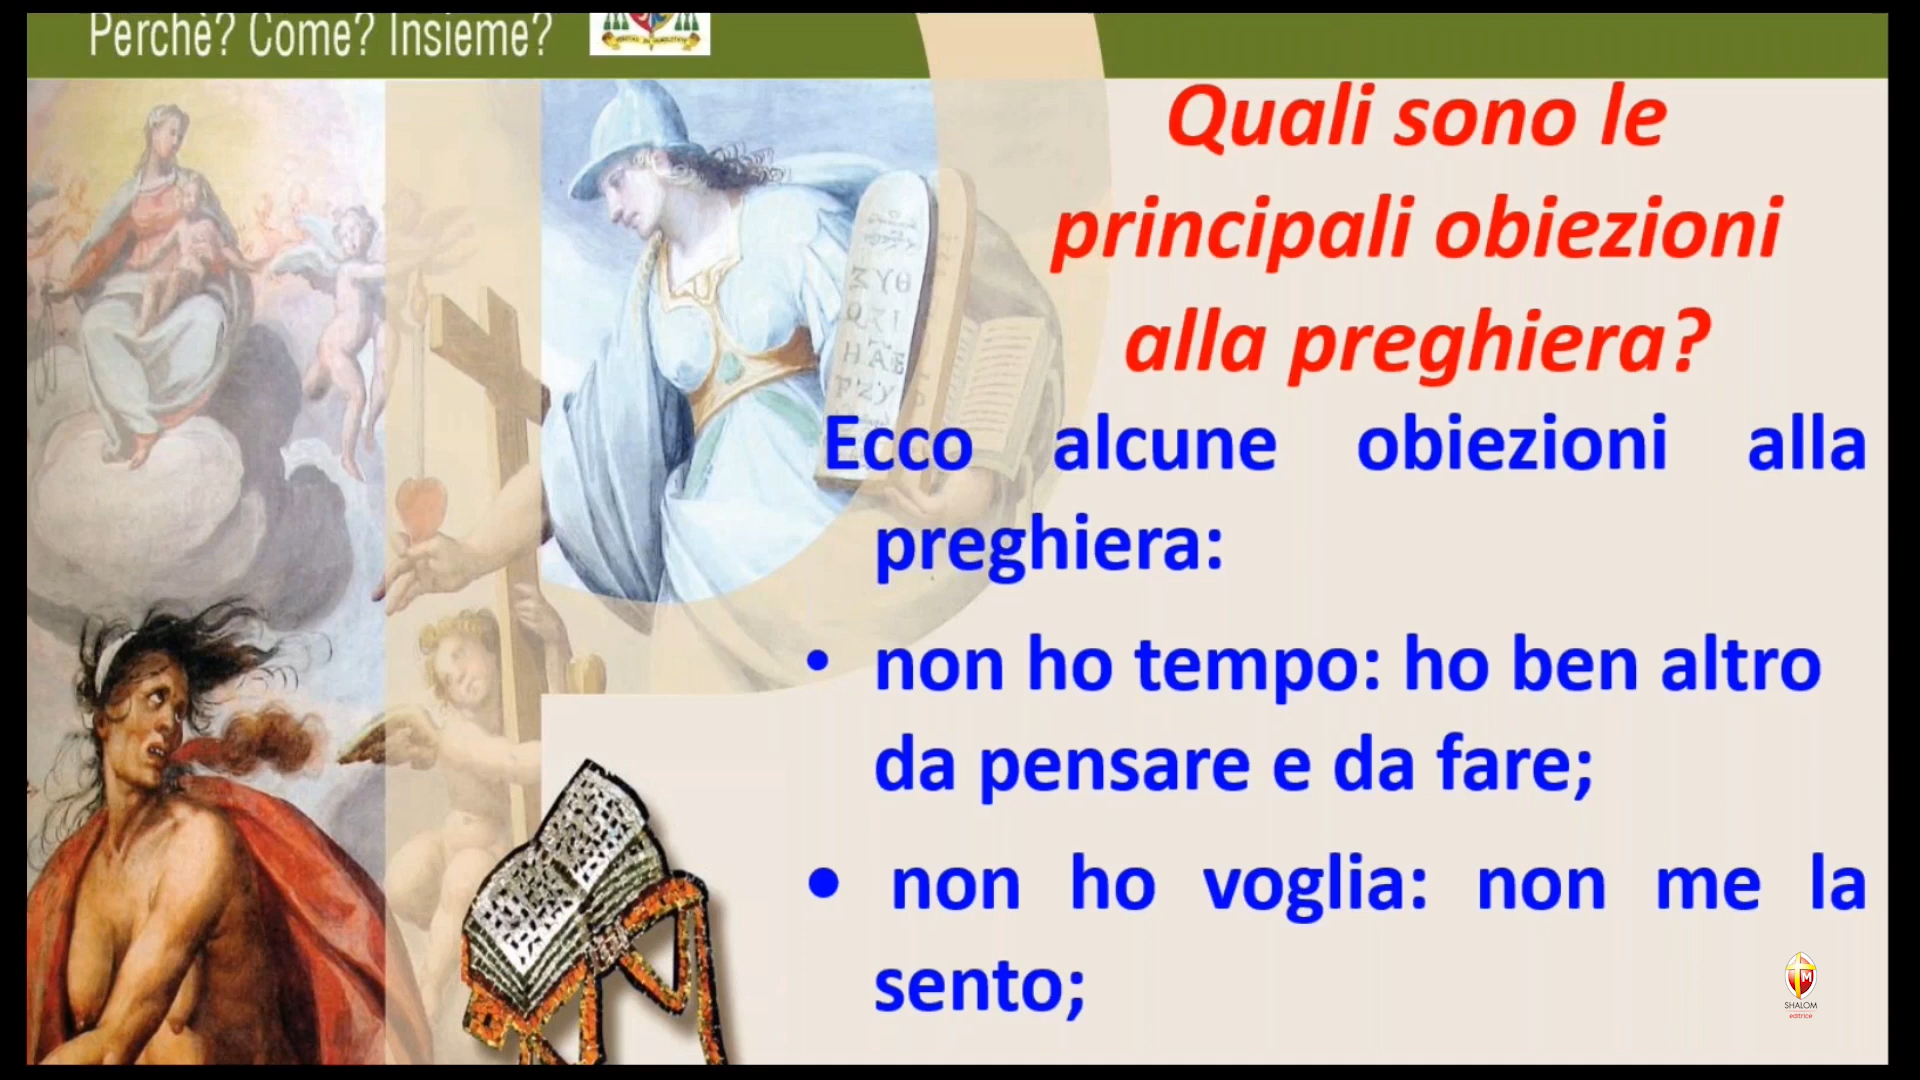 Perchè? Come? Insieme?
Quali sono le
principali obiezioni
alla preghiera?
Ecco alcune obiezioni alla
preghiera:
• non ho tempo: ho ben altro
da pensare e da fare;
• non ho voglia: non me la
sento;
M
SHALOM
editrice